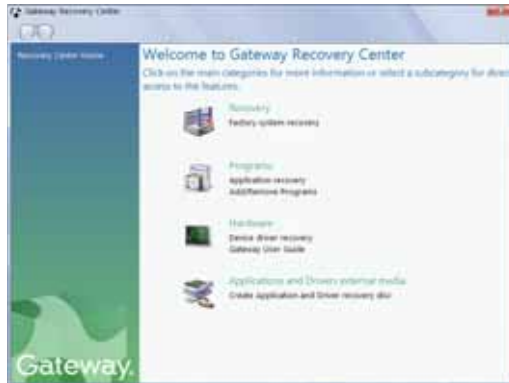 Gateway Recovery Center
Recovery Center Home
Welcome to Gateway Recovery Center
Click on the main categories for more information or select a subcategory for direct
access to the features.
Recovery
Factory system recovery
Programs
Application recovery
Add/Remove Programs
Hardware
Device driver recovery
Gateway User Guide
Applications and Drivers external media
Create Application and Driver recovery disc
Gateway.